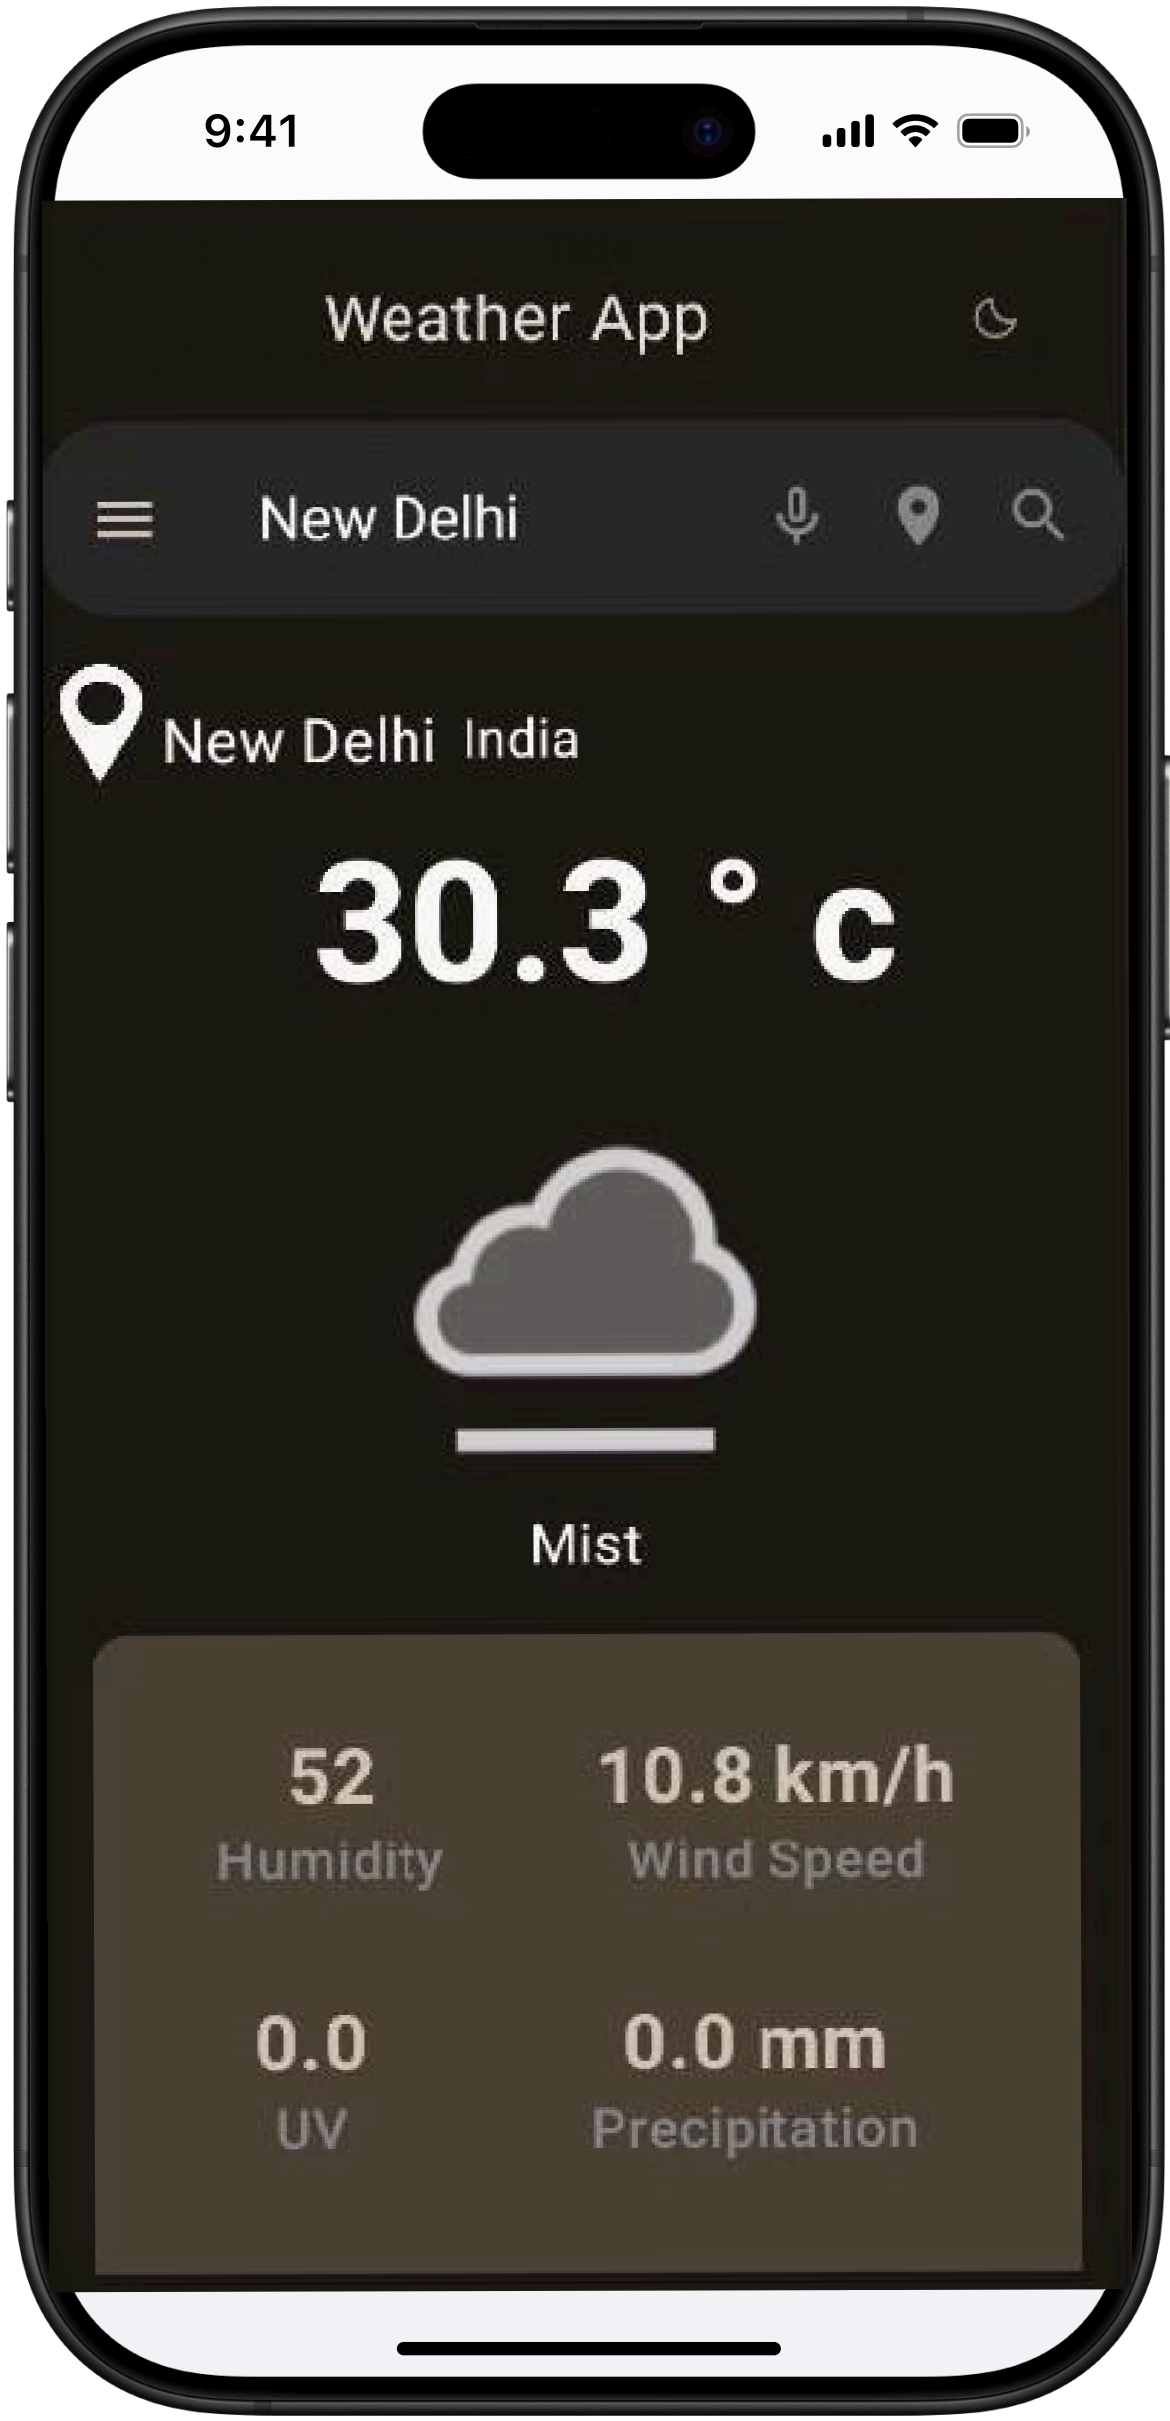 9:41
Weather App
New Delhi
New Delhi India
30.3 ° c
Mist
52 10.8 km/h
Humidity Wind Speed
0.0 0.0 mm
UV Precipitation